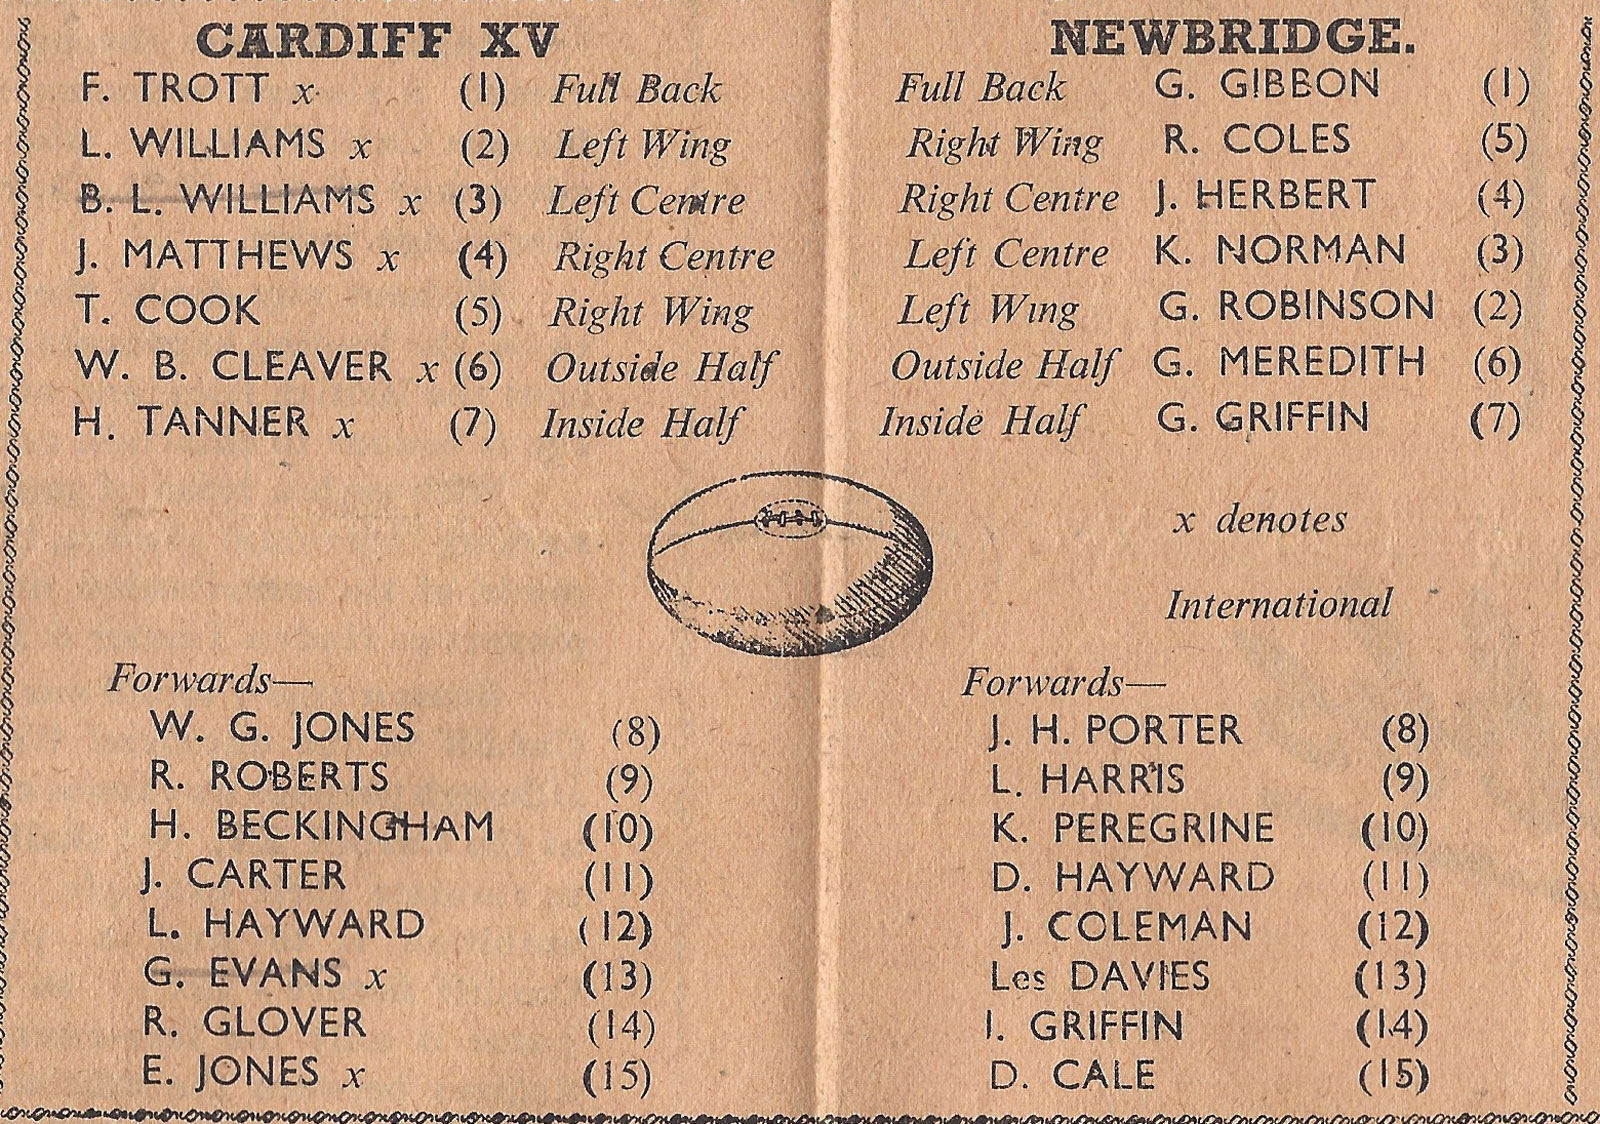 CARDIFF XV
F. TROTT x (1) Full Back
L. WILLIAMS x (2) Left Wing
B. L. WILLIAMS x (3) Left Centre
J. MATTHEWS x (4) Right Centre
T. COOK (5) Right Wing
W. B. CLEAVER x (6) Outside Half
H. TANNER x (7) Inside Half
Forwards—
W. G. JONES (8)
R. ROBERTS (9)
H. BECKINGHAM (10)
J. CARTER (11)
L. HAYWARD (12)
G. EVANS x (13)
R. GLOVER (14)
E. JONES x (15)
NEWBRIDGE.
Full Back G. GIBBON (1)
Right Wing R. COLES (5)
Right Centre J. HERBERT (4)
Left Centre K. NORMAN (3)
Left Wing G. ROBINSON (2)
Outside Half G. MEREDITH (6)
Inside Half G. GRIFFIN (7)
x denotes
International
Forwards—
J. H. PORTER (8)
L. HARRIS (9)
K. PEREGRINE (10)
D. HAYWARD (11)
J. COLEMAN (12)
Les DAVIES (13)
I. GRIFFIN (14)
D. CALE (15)